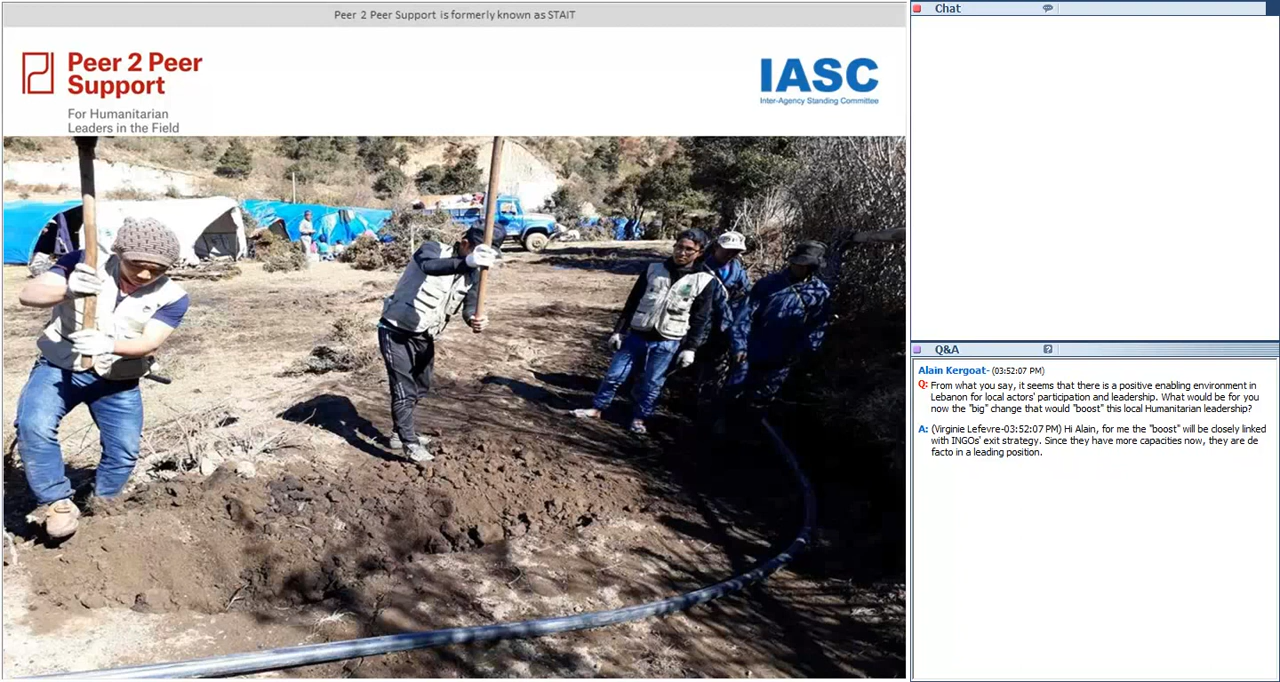 Peer 2 Peer Support is formerly known as STAIT
Peer 2 Peer
Support
For Humanitarian
Leaders in the Field
IASC
Inter-Agency Standing Committee
Chat
Q&A
Alain Kergoat- (03:52:07 PM)
Q: From what you say, it seems that there is a positive enabling environment in
Lebanon for local actors' participation and leadership. What would be for you
now the "big" change that would "boost" this local Humanitarian leadership?
A: (Virginie Lefevre-03:52:07 PM) Hi Alain, for me the "boost" will be closely linked
with INGOs' exit strategy. Since they have more capacities now, they are de
facto in a leading position.